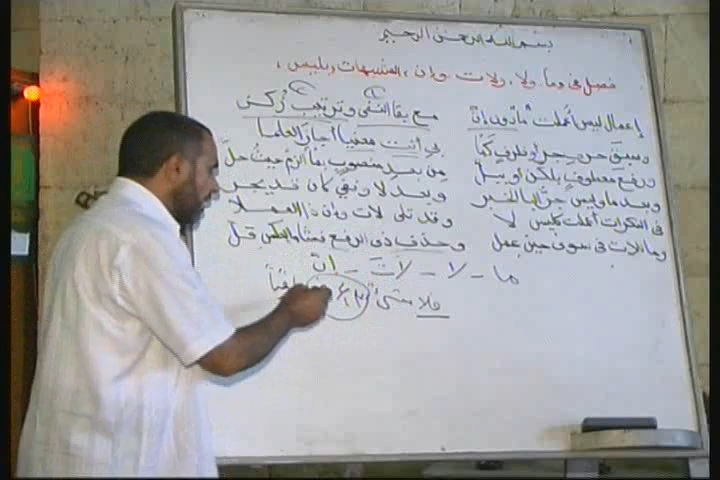 بسم الله الرحمن الرحيم
فصل في وما، ولا، ولات، وإن، المشبهات بليس،
إعمال ليس أعملت ما دون إن مع بقا النفي وترتيب زكن
وسبق حرف جر أو ظرف كما بي أنت معنيا أجاز العلما
ورفع معطوف بلكن أو ببل من بعد منصوب بما الزم حيث حل
وبعد ما وليس جر البا الخبر وبعد لا ونفي كان قد يجر
في النكرات أعملت كليس لا وقد تلي لات وإن ذا العملا
وما للات في سوى حين عمل وحذف ذي الرفع فشا والعكس قل
ما - لا - لات - إن
فلا